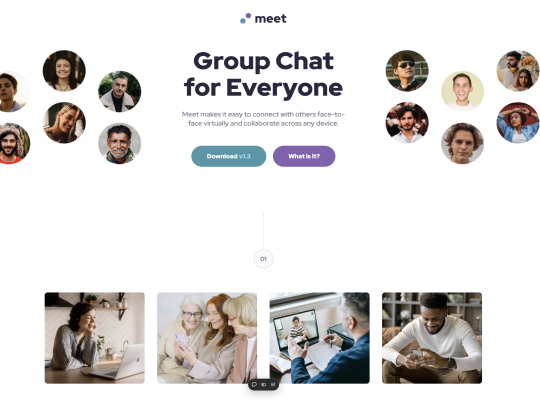 meet
Group Chat
for Everyone
Meet makes it easy to connect with others face-to-
face virtually and collaborate across any device.
Download v1.3
What is it?
01